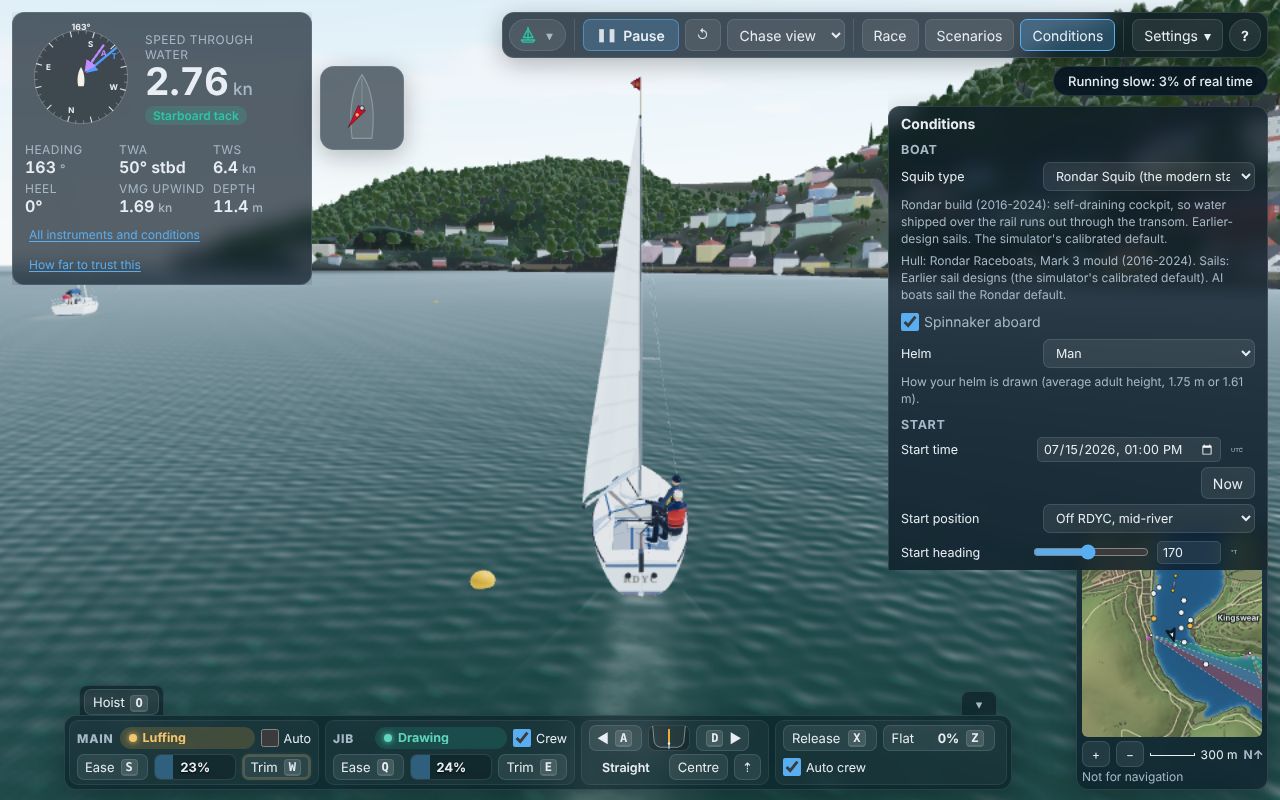 163°
S
A
T
E
W
N
SPEED THROUGH
WATER
2.76 kn
Starboard tack
HEADING TWA TWS
163 ° 50° stbd 6.4 kn
HEEL VMG UPWIND DEPTH
0° 1.69 kn 11.4 m
All instruments and conditions
How far to trust this
▾ Pause Chase view Race Scenarios Conditions Settings ▾ ?
Running slow: 3% of real time
Conditions
BOAT
Squib type Rondar Squib (the modern sta
Rondar build (2016-2024): self-draining cockpit, so water
shipped over the rail runs out through the transom. Earlier-
design sails. The simulator's calibrated default.
Hull: Rondar Raceboats, Mark 3 mould (2016-2024). Sails:
Earlier sail designs (the simulator's calibrated default). AI
boats sail the Rondar default.
Spinnaker aboard
Helm Man
How your helm is drawn (average adult height, 1.75 m or 1.61
m).
START
Start time 07/15/2026, 01:00 PM UTC
Now
Start position Off RDYC, mid-river
Start heading 170 °T
RDYC
Kingswear
+ − 300 m N↑
Not for navigation
Hoist 0
▾
MAIN Luffing Auto
Ease S 23% Trim W
JIB Drawing Crew
Ease Q 24% Trim E
◀ A D ▶
Straight Centre ↑
Release X Flat 0% Z
Auto crew